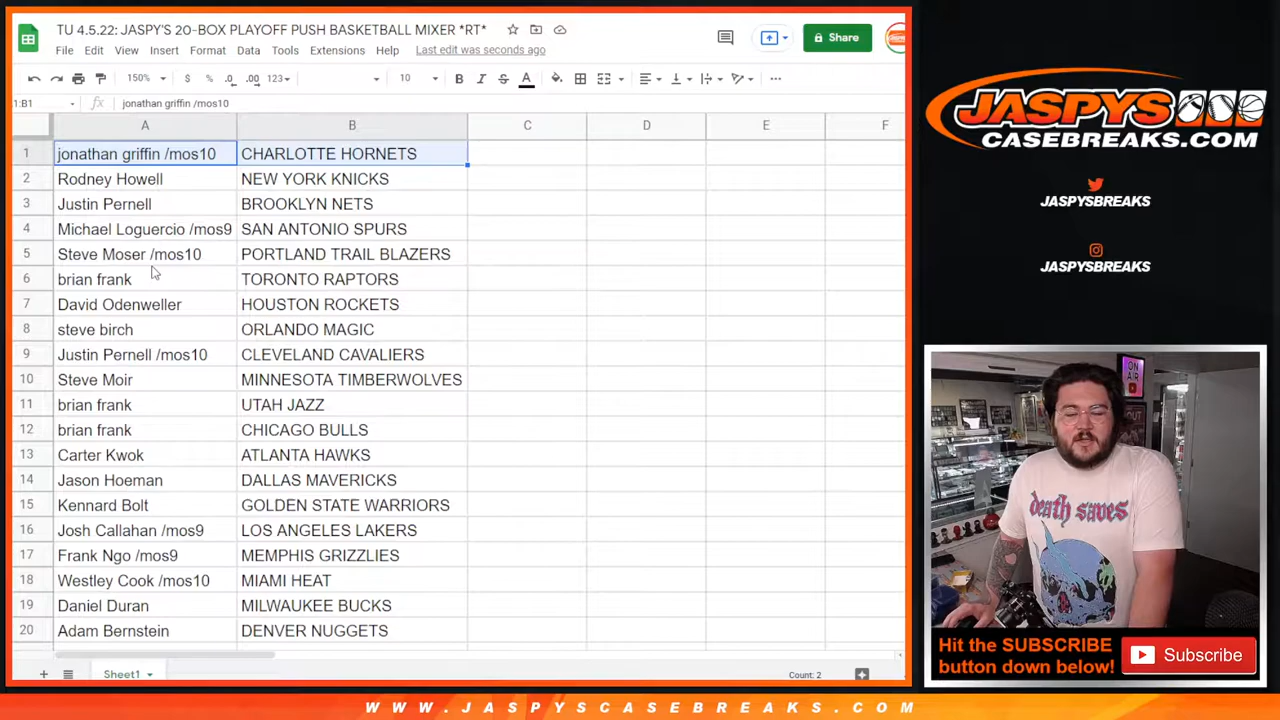 TU 4.5.22: JASPY'S 20-BOX PLAYOFF PUSH BASKETBALL MIXER *RT*
File Edit View Insert Format Data Tools Extensions Help Last edit was seconds ago
Share
150% $ % .0 .00 123 10 B I S A
1:B1 fx jonathan griffin /mos10
A B C D E F
1 jonathan griffin /mos10 CHARLOTTE HORNETS
2 Rodney Howell NEW YORK KNICKS
3 Justin Pernell BROOKLYN NETS
4 Michael Loguercio /mos9 SAN ANTONIO SPURS
5 Steve Moser /mos10 PORTLAND TRAIL BLAZERS
6 brian frank TORONTO RAPTORS
7 David Odenweller HOUSTON ROCKETS
8 steve birch ORLANDO MAGIC
9 Justin Pernell /mos10 CLEVELAND CAVALIERS
10 Steve Moir MINNESOTA TIMBERWOLVES
11 brian frank UTAH JAZZ
12 brian frank CHICAGO BULLS
13 Carter Kwok ATLANTA HAWKS
14 Jason Hoeman DALLAS MAVERICKS
15 Kennard Bolt GOLDEN STATE WARRIORS
16 Josh Callahan /mos9 LOS ANGELES LAKERS
17 Frank Ngo /mos9 MEMPHIS GRIZZLIES
18 Westley Cook /mos10 MIAMI HEAT
19 Daniel Duran MILWAUKEE BUCKS
20 Adam Bernstein DENVER NUGGETS
Sheet1
Count: 2
JASPYS
CASEBREAKS.COM
JASPYSBREAKS
JASPYSBREAKS
ON AIR
death saves
Hit the SUBSCRIBE
button down below!
Subscribe
WWW.JASPYSCASEBREAKS.COM